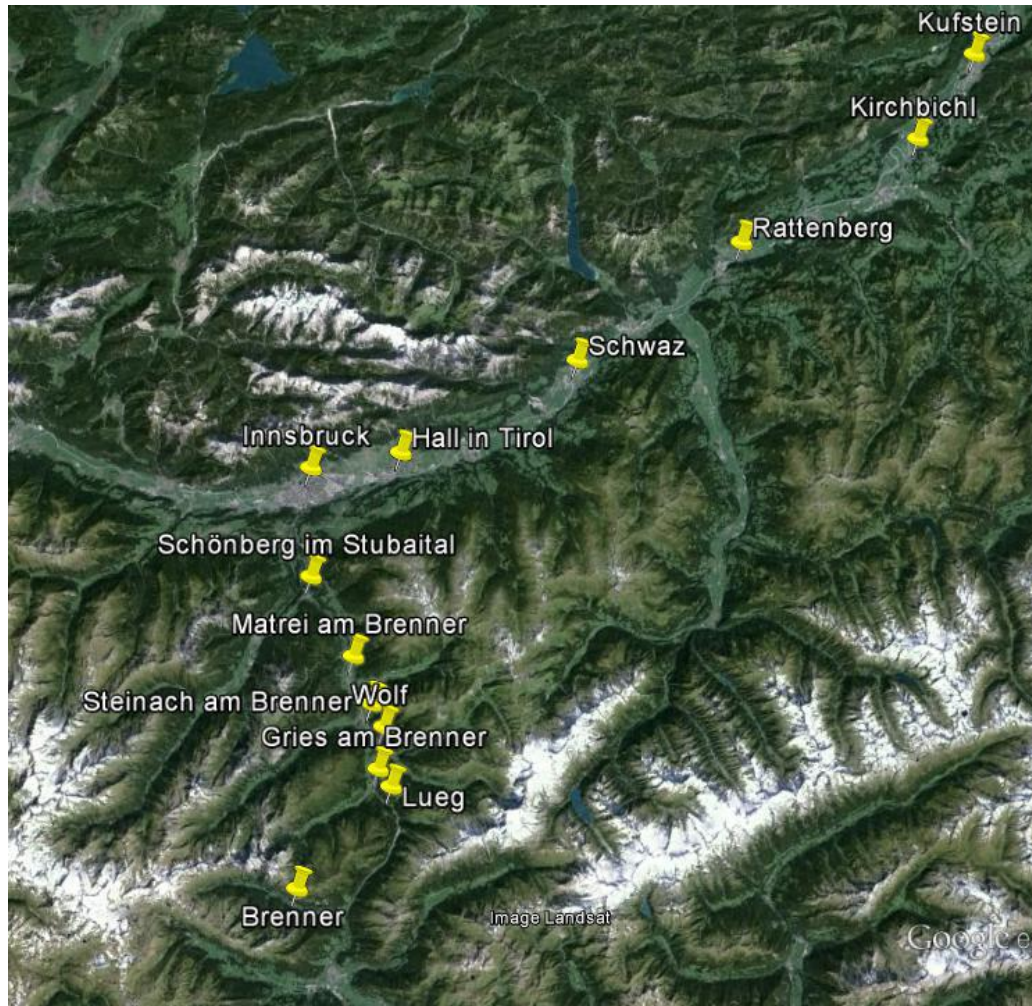 Kufstein
Kirchbichl
Rattenberg
Schwaz
Innsbruck
Hall in Tirol
Schönberg im Stubaital
Matrei am Brenner
Steinach am Brenner
Wolf
Gries am Brenner
Lueg
Brenner
Image Landsat
Google e